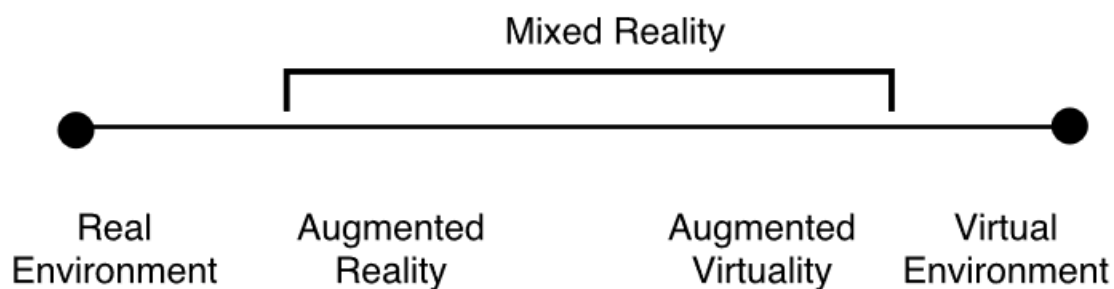 Mixed Reality
Real
Environment
Augmented
Reality
Augmented
Virtuality
Virtual
Environment